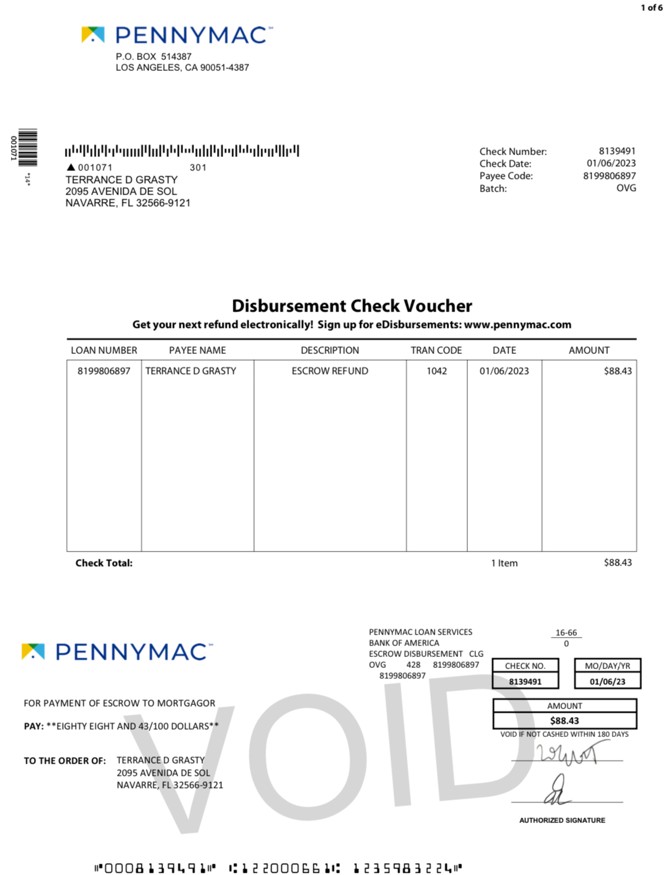 1 of 6
PENNYMAC
P.O. BOX 514387
LOS ANGELES, CA 90051-4387
001071
*14*
▲ 001071 301
TERRANCE D GRASTY
2095 AVENIDA DE SOL
NAVARRE, FL 32566-9121
Check Number: 8139491
Check Date: 01/06/2023
Payee Code: 8199806897
Batch: OVG
Disbursement Check Voucher
Get your next refund electronically! Sign up for eDisbursements: www.pennymac.com
LOAN NUMBER PAYEE NAME DESCRIPTION TRAN CODE DATE AMOUNT
8199806897 TERRANCE D GRASTY ESCROW REFUND 1042 01/06/2023 $88.43
Check Total: 1 Item $88.43
PENNYMAC
PENNYMAC LOAN SERVICES
BANK OF AMERICA
ESCROW DISBURSEMENT CLG
OVG 428 8199806897
8199806897
16-66
0
CHECK NO. MO/DAY/YR
8139491 01/06/23
FOR PAYMENT OF ESCROW TO MORTGAGOR
AMOUNT
$88.43
PAY: **EIGHTY EIGHT AND 43/100 DOLLARS**
VOID IF NOT CASHED WITHIN 180 DAYS
VOID
TO THE ORDER OF: TERRANCE D GRASTY
2095 AVENIDA DE SOL
NAVARRE, FL 32566-9121
AUTHORIZED SIGNATURE
⑈0008139491⑈ ⑆122000661⑆ 1235983224⑈